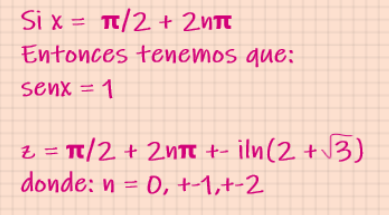 Si x = π/2 + 2nπ
Entonces tenemos que:
senx = 1
z = π/2 + 2nπ +- iln(2 +√3)
donde: n = 0, +-1,+-2